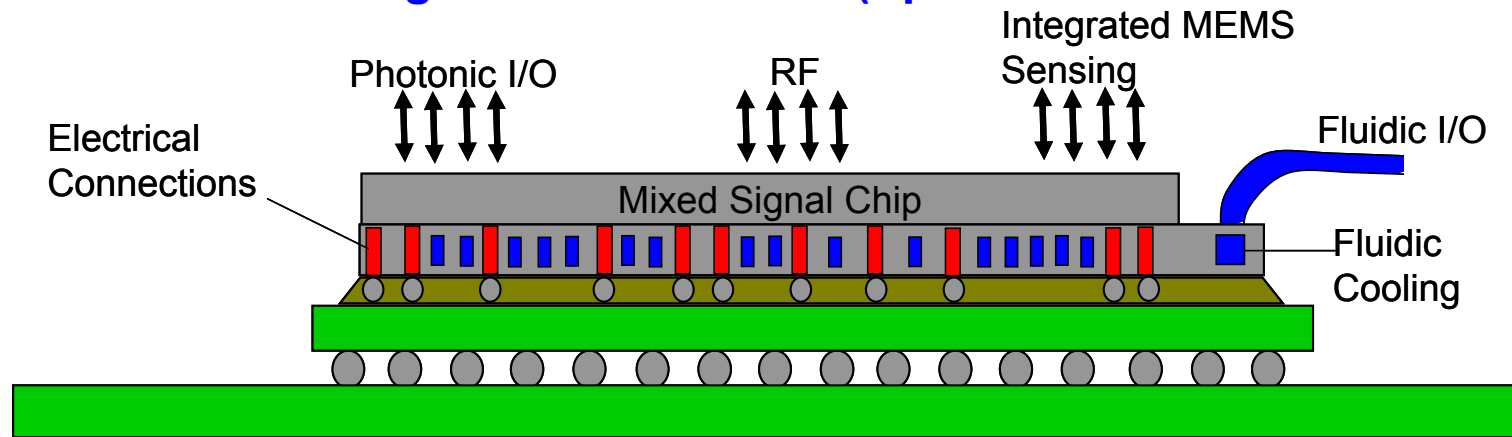 Integrated MEMS
Sensing
Photonic I/O
RF
Electrical
Connections
Fluidic I/O
Mixed Signal Chip
Fluidic
Cooling